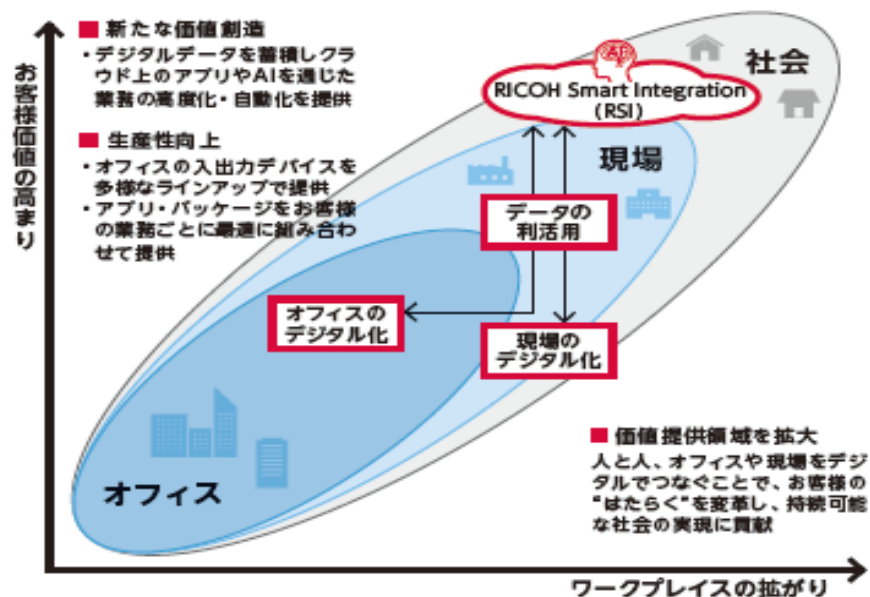 お客様価値の高まり
■ 新たな価値創造
・デジタルデータを蓄積しクラ
ウド上のアプリやAIを通じた
業務の高度化・自動化を提供
■ 生産性向上
・オフィスの入出力デバイスを
多様なラインアップで提供
・アプリ・パッケージをお客様
の業務ごとに最適に組み合わ
せて提供
AI
RICOH Smart Integration
(RSI)
社会
現場
データの
利活用
オフィスの
デジタル化
現場の
デジタル化
オフィス
■ 価値提供領域を拡大
人と人、オフィスや現場をデジ
タルでつなぐことで、お客様の
“はたらく”を変革し、持続可能
な社会の実現に貢献
ワークプレイスの拡がり